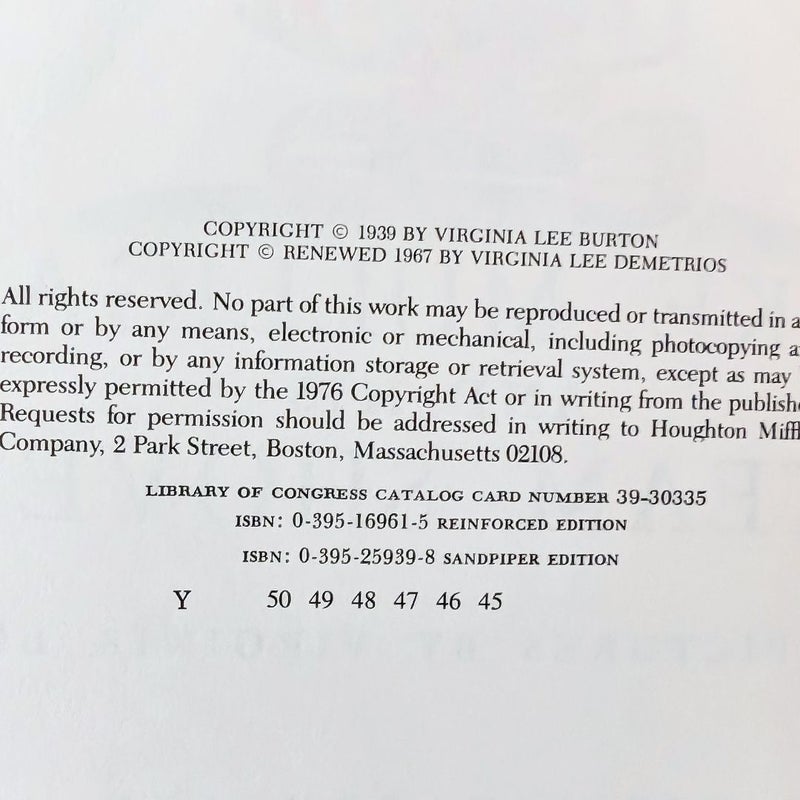 COPYRIGHT © 1939 BY VIRGINIA LEE BURTON
COPYRIGHT © RENEWED 1967 BY VIRGINIA LEE DEMETRIOS
All rights reserved. No part of this work may be reproduced or transmitted in a
form or by any means, electronic or mechanical, including photocopying a
recording, or by any information storage or retrieval system, except as may
expressly permitted by the 1976 Copyright Act or in writing from the publish
Requests for permission should be addressed in writing to Houghton Miff
Company, 2 Park Street, Boston, Massachusetts 02108.
LIBRARY OF CONGRESS CATALOG CARD NUMBER 39-30335
ISBN: 0-395-16961-5 REINFORCED EDITION
ISBN: 0-395-25939-8 SANDPIPER EDITION
Y 50 49 48 47 46 45